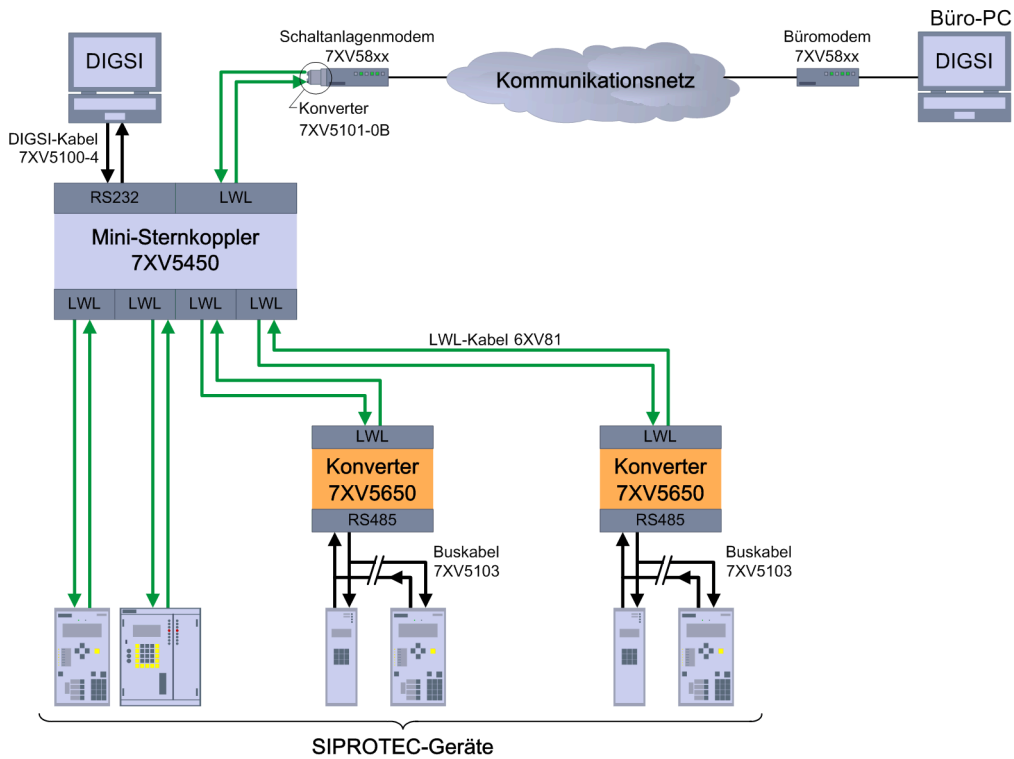 Büro-PC
Schaltanlagenmodem
7XV58xx
Büromodem
7XV58xx
DIGSI
DIGSI
Kommunikationsnetz
Konverter
7XV5101-0B
DIGSI-Kabel
7XV5100-4
RS232
LWL
Mini-Sternkoppler
7XV5450
LWL
LWL
LWL
LWL
LWL-Kabel 6XV81
LWL
Konverter
7XV5650
RS485
LWL
Konverter
7XV5650
RS485
Buskabel
7XV5103
Buskabel
7XV5103
SIPROTEC-Geräte